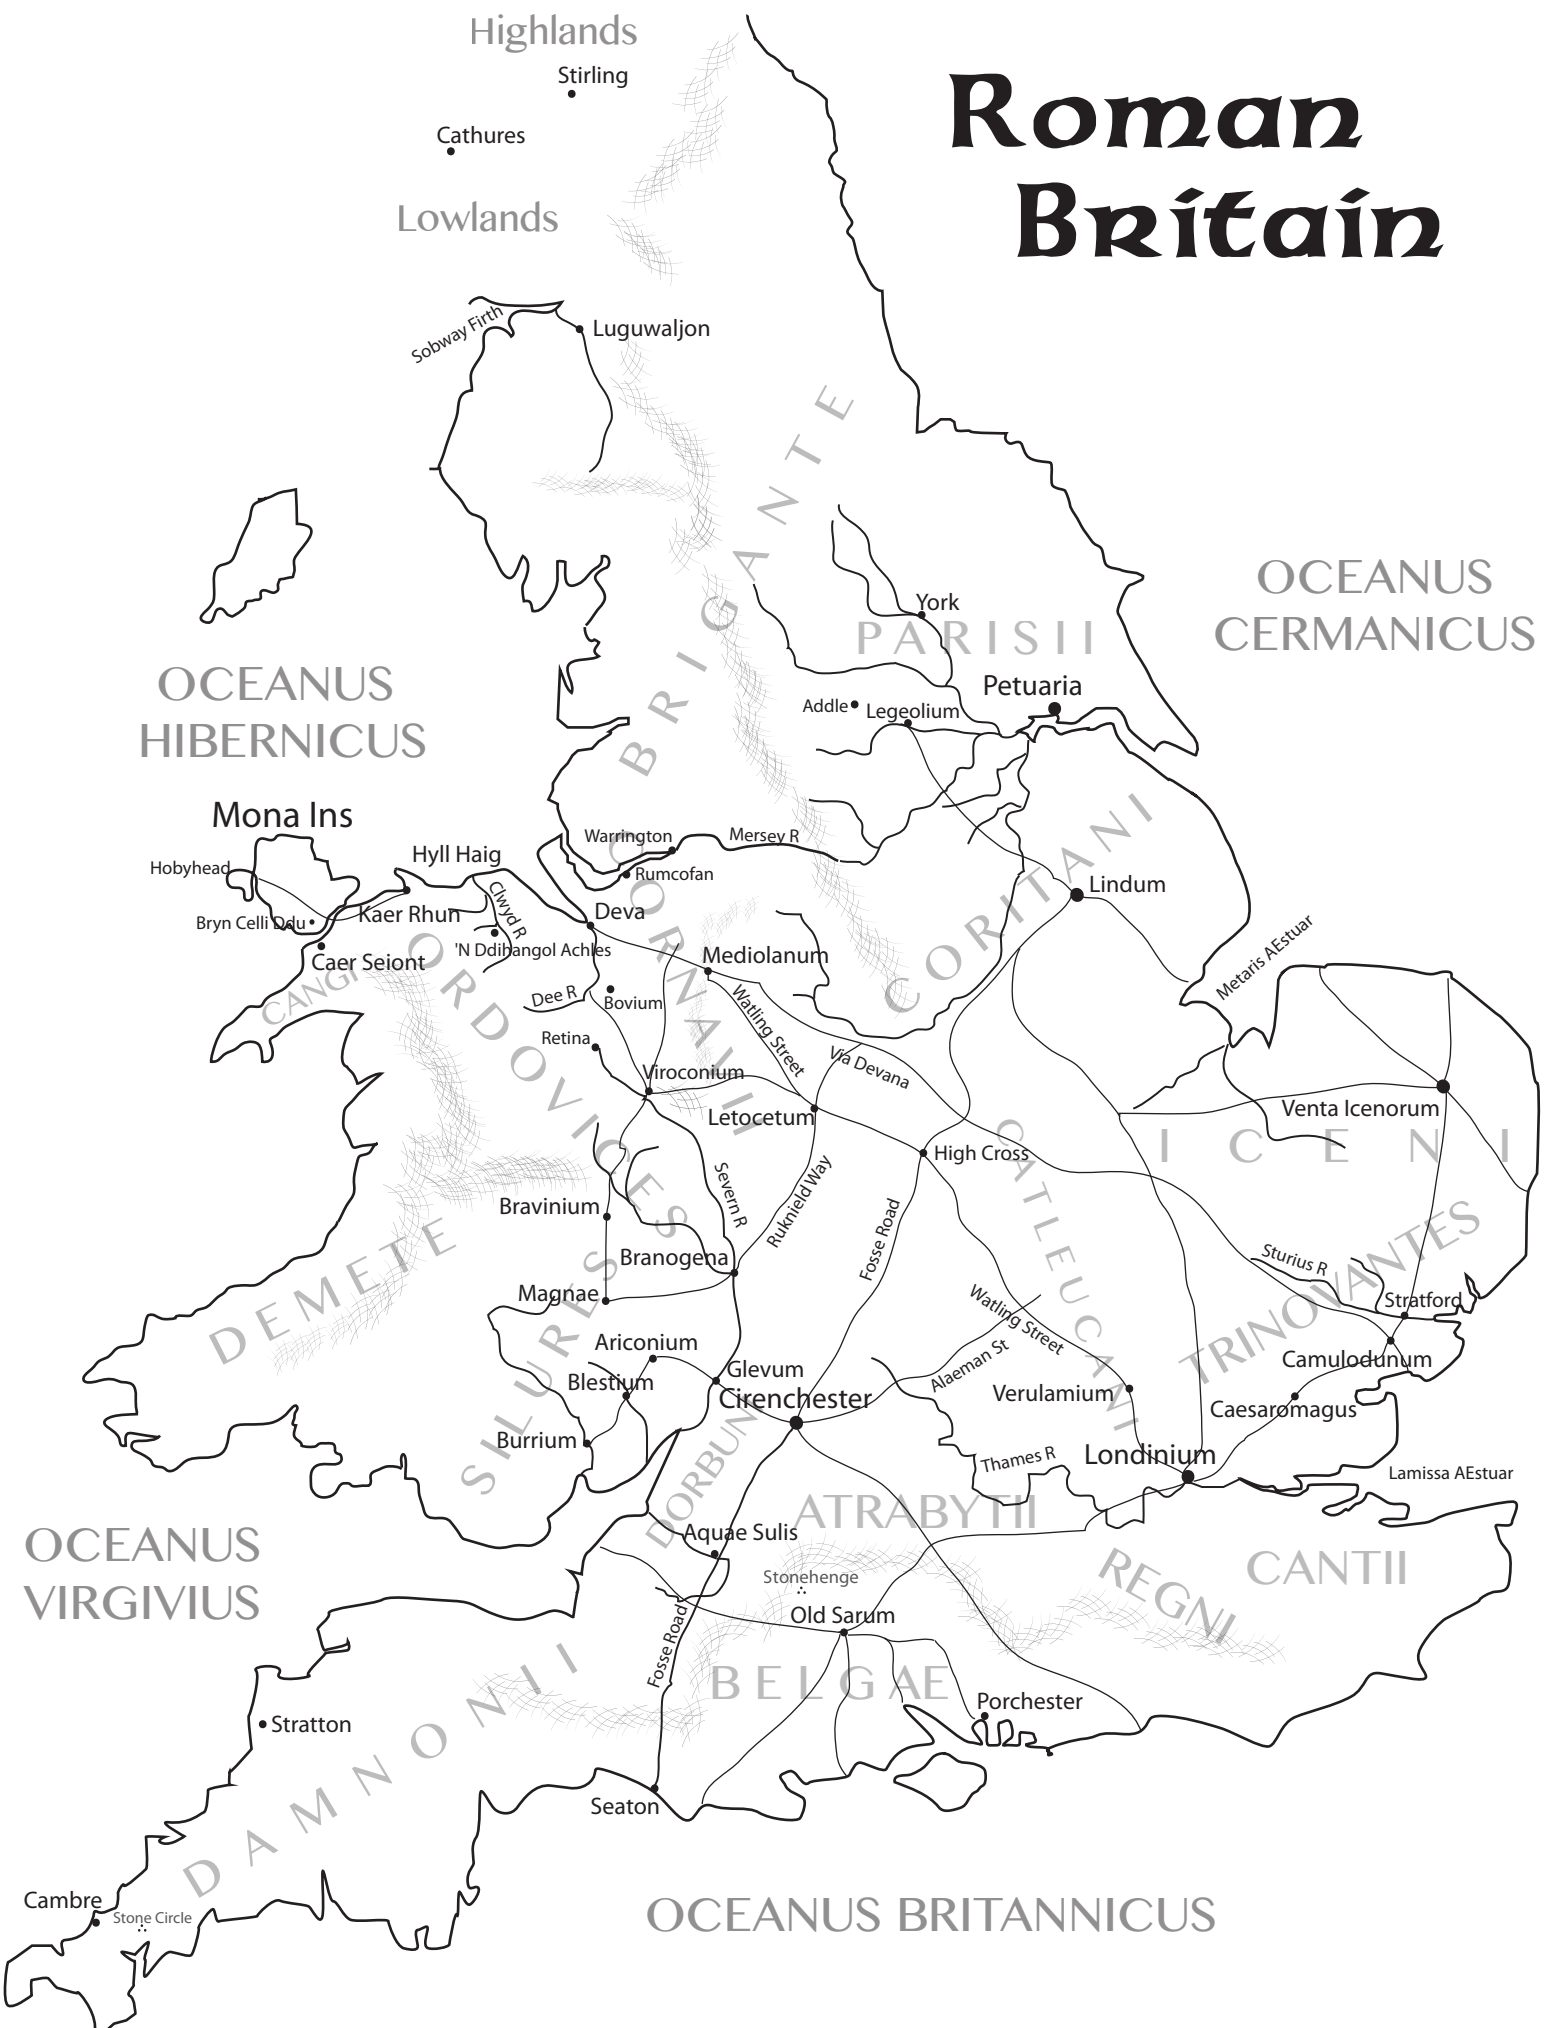 Highlands
Stirling
Roman
Britain
Cathures
Lowlands
Sobway Firth
Luguwaljon
BRIGANTE
OCEANUS
CERMANICUS
York
PARISII
OCEANUS
HIBERNICUS
Petuaria
Addle
Legeolium
Mona Ins
Hobyhead
Hyll Haig
Warrington
Mersey R
Rumcofan
CORITANI
Lindum
Bryn Celli Ddu
Kaer Rhun
Clwyd R
Deva
'N Ddihangol Achles
Caer Seiont
CANGI
ORDOVICES
CORNAVII
Mediolanum
Metaris AEstuar
Dee R
Bovium
Watling Street
Retina
Via Devana
Viroconium
Letocetum
Venta Icenorum
ICENI
High Cross
CATLEUCANI
Severn R
Ruknield Way
Fosse Road
Bravinium
DEMETE
Branogena
Sturius R
TRINOVANTES
Magnae
SILURES
Watling Street
Stratford
Ariconium
Alaeman St
Camulodunum
Glevum
Blestium
Cirenchester
Verulamium
Caesaromagus
Burrium
DORBUN
Thames R
Londinium
Lamissa AEstuar
ATRABYTII
OCEANUS
VIRGIVIUS
Aquae Sulis
REGNI
CANTII
Stonehenge
Old Sarum
Fosse Road
BELGAE
DAMNONII
Porchester
Stratton
Seaton
Cambre
Stone Circle
OCEANUS BRITANNICUS